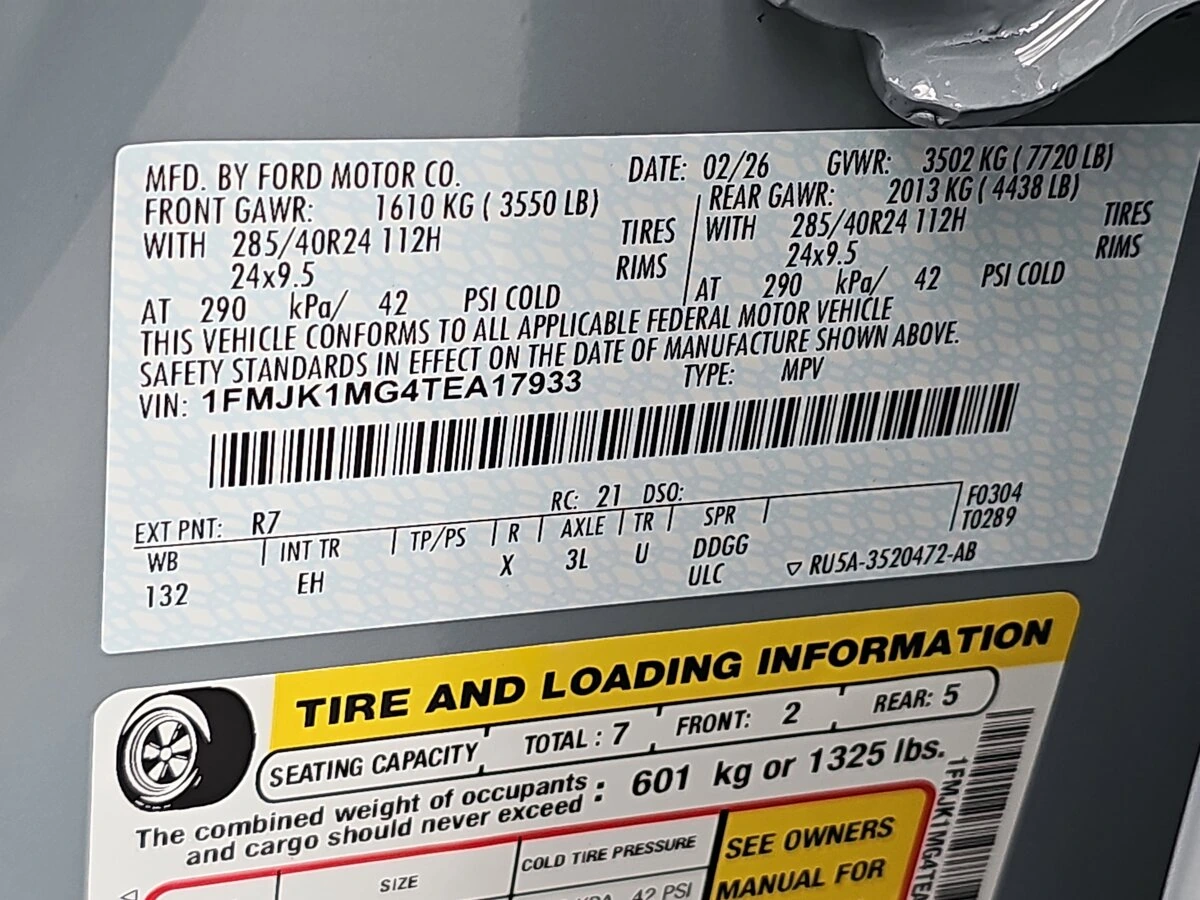 MFD. BY FORD MOTOR CO. DATE: 02/26 GVWR: 3502 KG ( 7720 LB)
FRONT GAWR: 1610 KG ( 3550 LB) REAR GAWR: 2013 KG ( 4438 LB)
WITH 285/40R24 112H TIRES WITH 285/40R24 112H TIRES
24x9.5 RIMS 24x9.5 RIMS
AT 290 kPa/ 42 PSI COLD AT 290 kPa/ 42 PSI COLD
THIS VEHICLE CONFORMS TO ALL APPLICABLE FEDERAL MOTOR VEHICLE
SAFETY STANDARDS IN EFFECT ON THE DATE OF MANUFACTURE SHOWN ABOVE.
VIN: 1FMJK1MG4TEA17933 TYPE: MPV
EXT PNT: R7 RC: 21 DSO: F0304
WB INT TR TP/PS R AXLE TR SPR T0289
132 EH X 3L U DDGG
ULC RU5A-3520472-AB
TIRE AND LOADING INFORMATION
SEATING CAPACITY TOTAL : 7 FRONT: 2 REAR: 5
The combined weight of occupants and cargo should never exceed : 601 kg or 1325 lbs.
SIZE COLD TIRE PRESSURE SEE OWNERS
42 PSI MANUAL FOR
1FMJK1MG4TEA